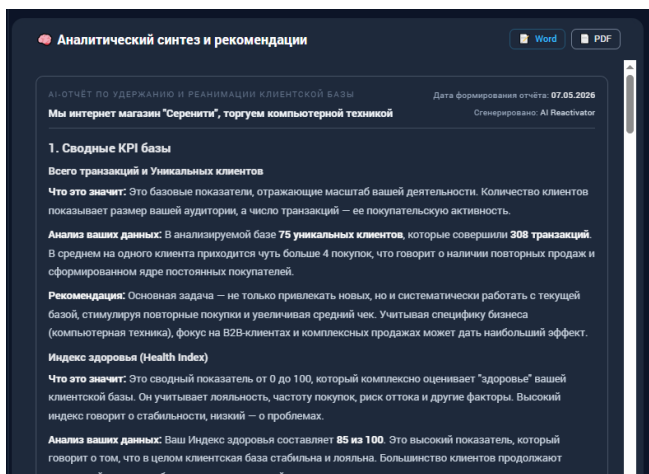 Аналитический синтез и рекомендации
Word
PDF
AI-ОТЧЁТ ПО УДЕРЖАНИЮ И РЕАНИМАЦИИ КЛИЕНТСКОЙ БАЗЫ
Дата формирования отчёта: 07.05.2026
Мы интернет магазин "Серенити", торгуем компьютерной техникой
Сгенерировано: AI Reactivator
1. Сводные KPI базы
Всего транзакций и Уникальных клиентов
Что это значит: Это базовые показатели, отражающие масштаб вашей деятельности. Количество клиентов
показывает размер вашей аудитории, а число транзакций — ее покупательскую активность.
Анализ ваших данных: В анализируемой базе 75 уникальных клиентов, которые совершили 308 транзакций.
В среднем на одного клиента приходится чуть больше 4 покупок, что говорит о наличии повторных продаж и
сформированном ядре постоянных покупателей.
Рекомендация: Основная задача — не только привлекать новых, но и систематически работать с текущей
базой, стимулируя повторные покупки и увеличивая средний чек. Учитывая специфику бизнеса
(компьютерная техника), фокус на B2B-клиентах и комплексных продажах может дать наибольший эффект.
Индекс здоровья (Health Index)
Что это значит: Это сводный показатель от 0 до 100, который комплексно оценивает "здоровье" вашей
клиентской базы. Он учитывает лояльность, частоту покупок, риск оттока и другие факторы. Высокий
индекс говорит о стабильности, низкий — о проблемах.
Анализ ваших данных: Ваш Индекс здоровья составляет 85 из 100. Это высокий показатель, который
говорит о том, что в целом клиентская база стабильна и лояльна. Большинство клиентов продолжают